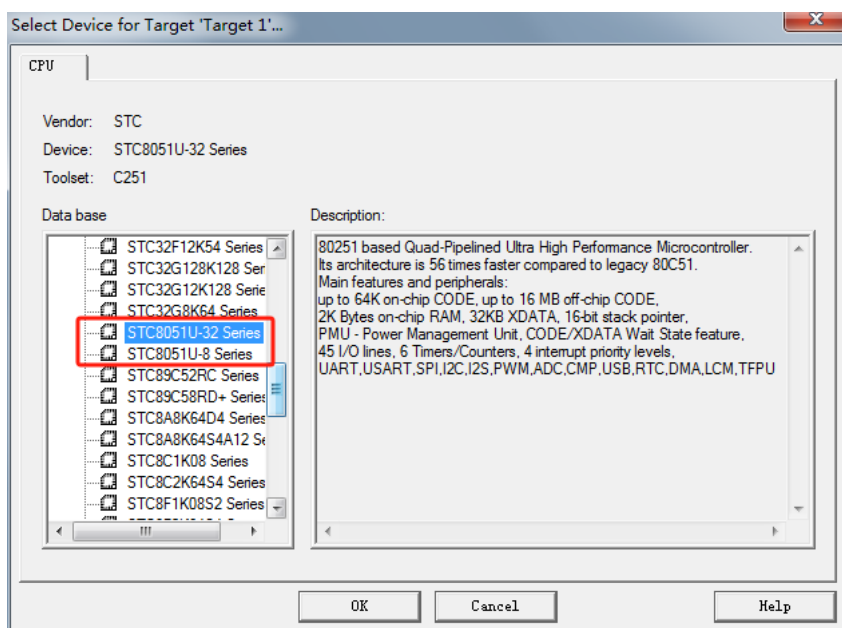 Select Device for Target 'Target 1'...
x
CPU
Vendor: STC
Device: STC8051U-32 Series
Toolset: C251
Data base
STC32F12K54 Series
STC32G128K128 Ser
STC32G12K128 Serie
STC32G8K64 Series
STC8051U-32 Series
STC8051U-8 Series
STC89C52RC Series
STC89C58RD+ Series
STC8A8K64D4 Series
STC8A8K64S4A12 Se
STC8C1K08 Series
STC8C2K64S4 Series
STC8F1K08S2 Series
Description:
80251 based Quad-Pipelined Ultra High Performance Microcontroller.
Its architecture is 56 times faster compared to legacy 80C51.
Main features and peripherals:
up to 64K on-chip CODE, up to 16 MB off-chip CODE,
2K Bytes on-chip RAM, 32KB XDATA, 16-bit stack pointer,
PMU - Power Management Unit, CODE/XDATA Wait State feature,
45 I/O lines, 6 Timers/Counters, 4 interrupt priority levels,
UART,USART,SPI,I2C,I2S,PWM,ADC,CMP,USB,RTC,DMA,LCM,TFPU
OK
Cancel
Help